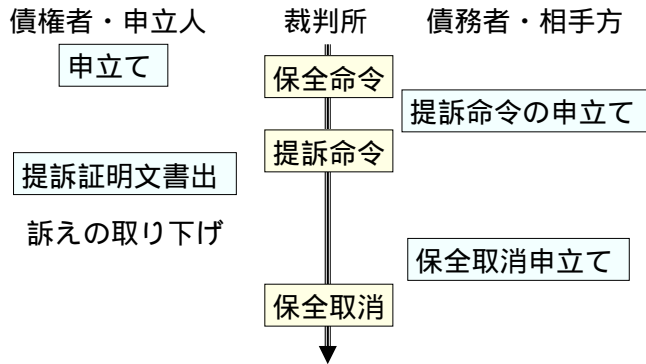 債権者・申立人
裁判所
債務者・相手方
申立て
保全命令
提訴命令の申立て
提訴命令
提訴証明文書出
訴えの取り下げ
保全取消申立て
保全取消